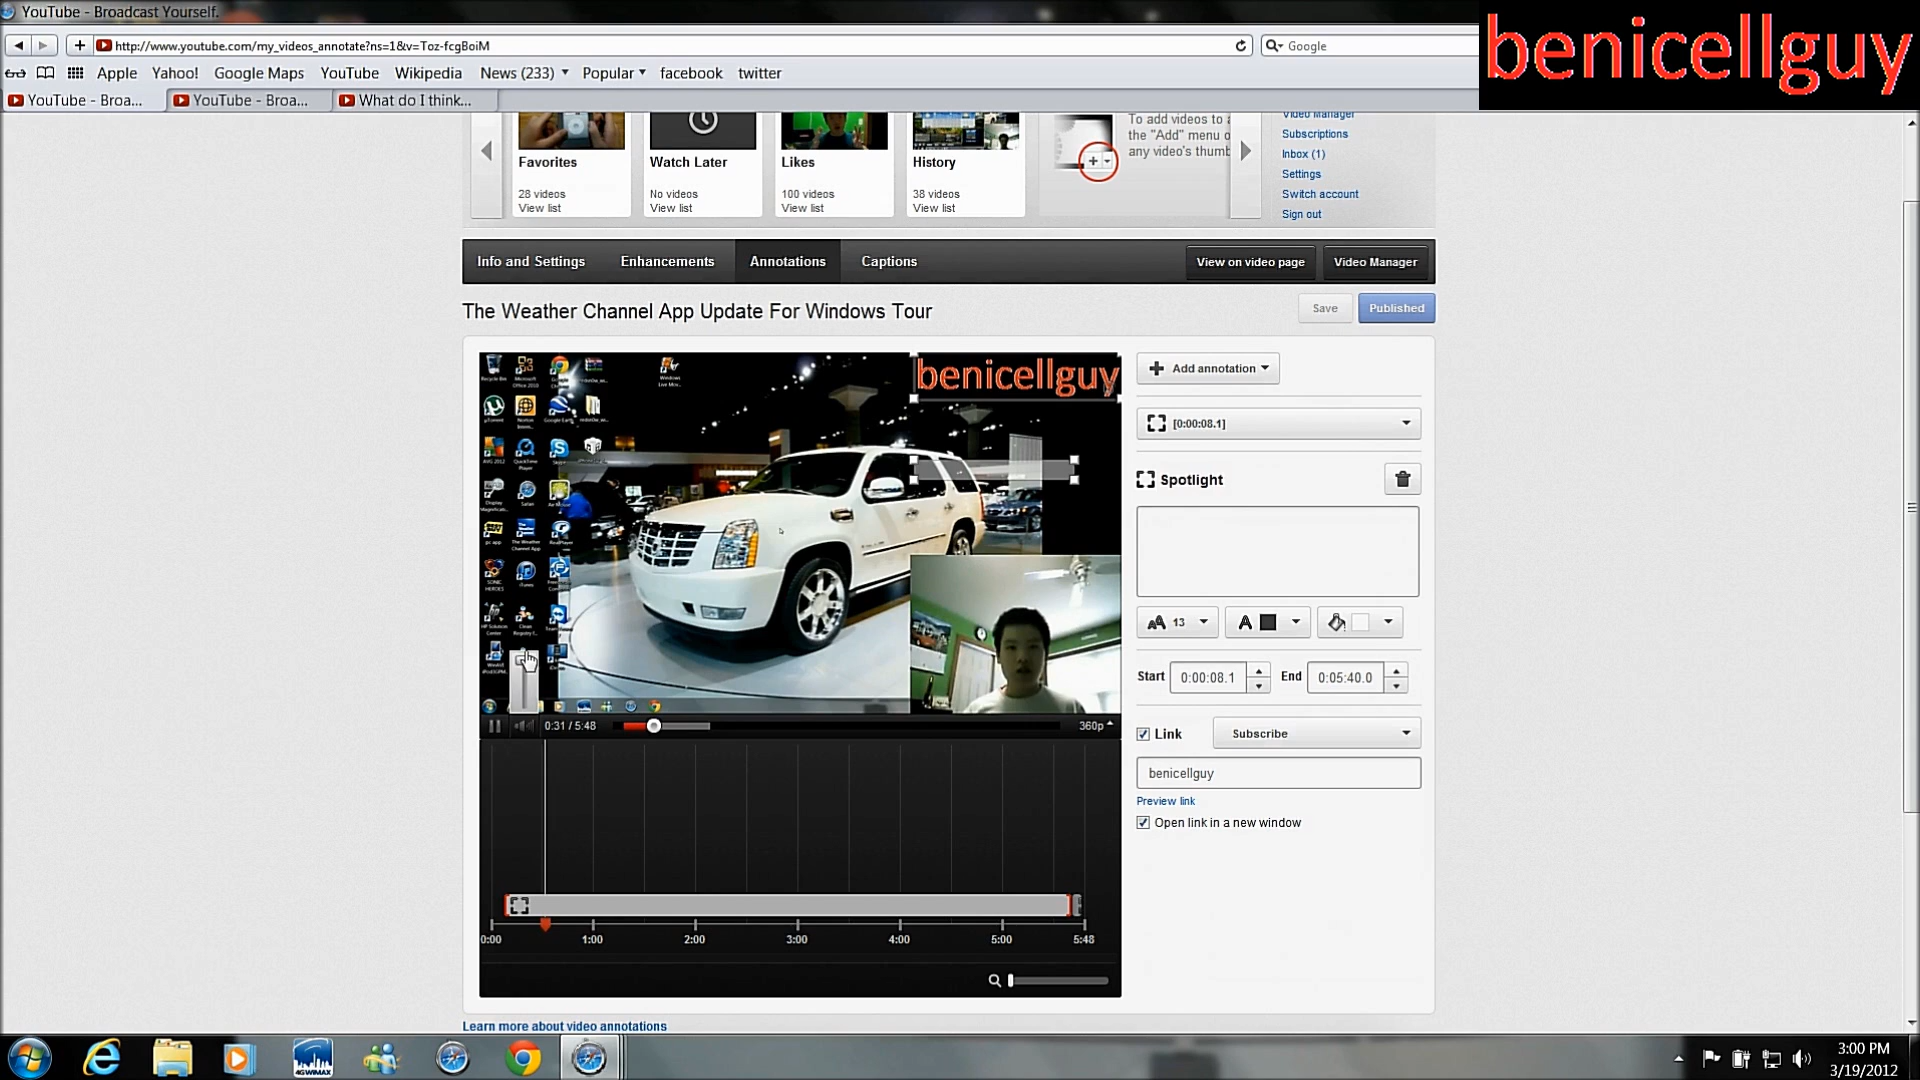 YouTube - Broadcast Yourself.
benicellguy
http://www.youtube.com/my_videos_annotate?ns=1&v=Toz-fcgBoiM
Google
Apple Yahoo! Google Maps YouTube Wikipedia News (233) Popular facebook twitter
YouTube - Broa... YouTube - Broa... What do I think...
Favorites
28 videos
View list
Watch Later
No videos
View list
Likes
100 videos
View list
History
38 videos
View list
To add videos to
the "Add" menu
any video's
Video Manager
Subscriptions
Inbox (1)
Settings
Switch account
Sign out
Info and Settings Enhancements Annotations Captions View on video page Video Manager
The Weather Channel App Update For Windows Tour
Save Published
benicellguy
Add annotation
[0:00:08.1]
Spotlight
13 A
Start 0:00:08.1 End 0:05:40.0
0:31 / 5:48 360p
Link Subscribe
benicellguy
Preview link
Open link in a new window
0:00 1:00 2:00 3:00 4:00 5:00 5:48
Learn more about video annotations
4GWiMAX
3:00 PM
3/19/2012